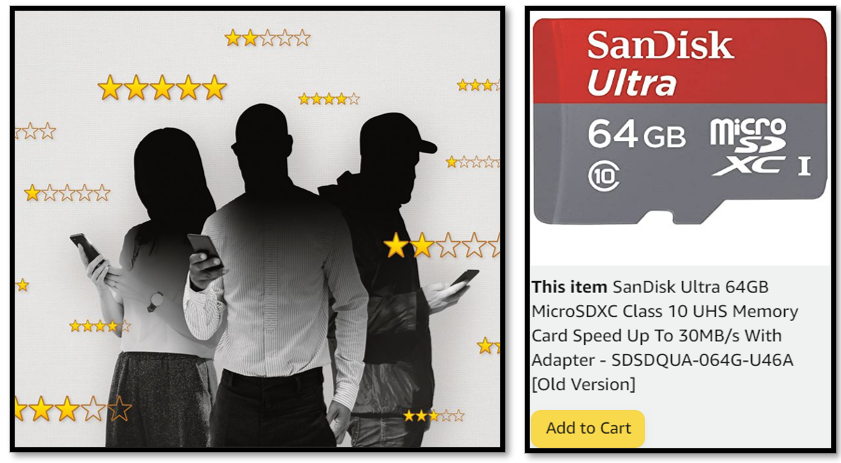 SanDisk
Ultra
64GB
micro
SD
XC I
10
This item SanDisk Ultra 64GB
MicroSDXC Class 10 UHS Memory
Card Speed Up To 30MB/s With
Adapter - SDSDQUA-064G-U46A
[Old Version]
Add to Cart